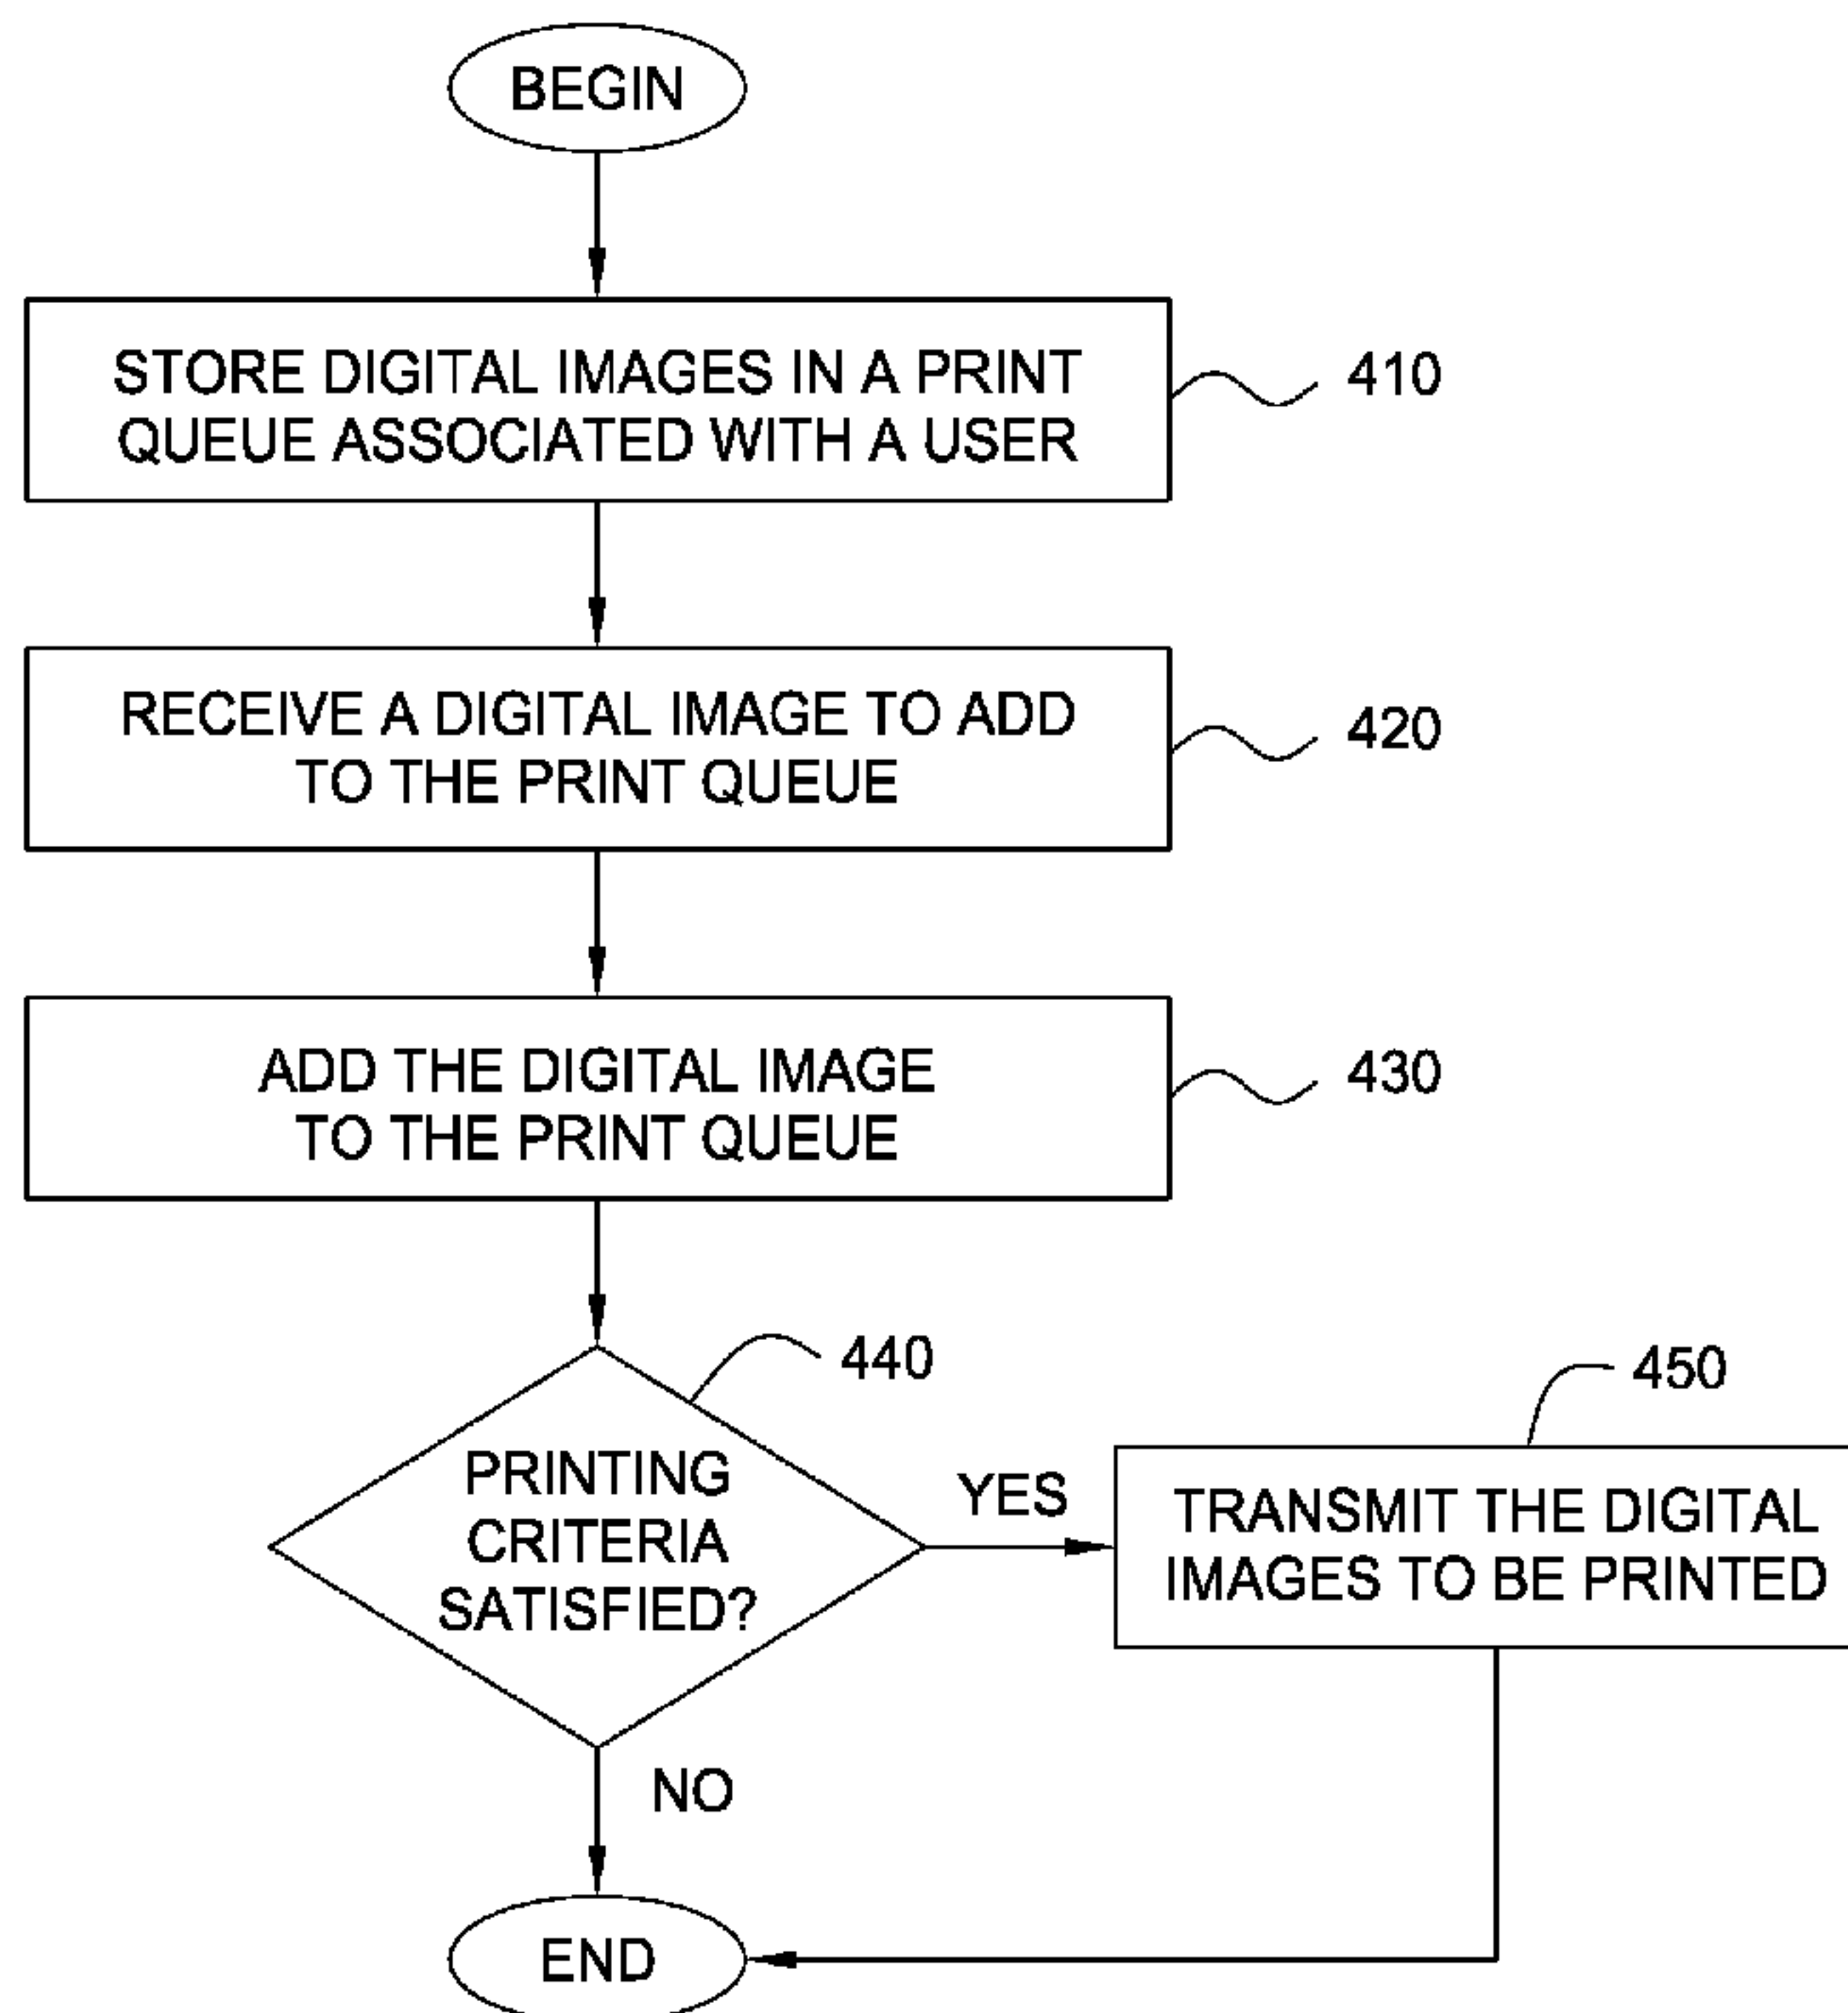 BEGIN
STORE DIGITAL IMAGES IN A PRINT
QUEUE ASSOCIATED WITH A USER
410
RECEIVE A DIGITAL IMAGE TO ADD
TO THE PRINT QUEUE
420
ADD THE DIGITAL IMAGE
TO THE PRINT QUEUE
430
440
PRINTING
CRITERIA
SATISFIED?
YES
450
TRANSMIT THE DIGITAL
IMAGES TO BE PRINTED
NO
END